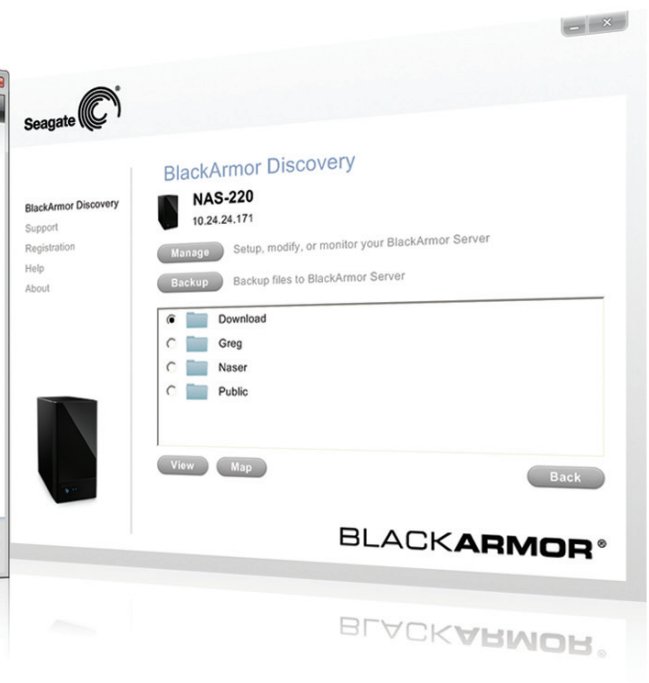 Seagate
BlackArmor Discovery
Support
Registration
Help
About
BlackArmor Discovery
NAS-220
10.24.24.171
Manage Setup, modify, or monitor your BlackArmor Server
Backup Backup files to BlackArmor Server
Download
Greg
Naser
Public
View Map
Back
BLACKARMOR®